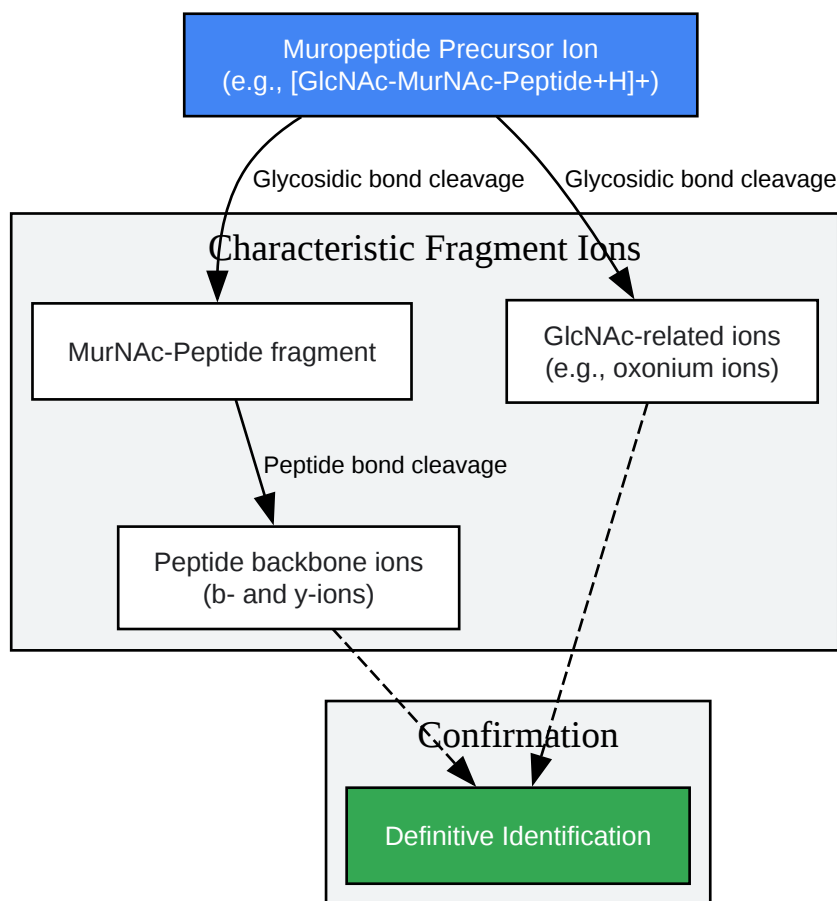 Muropeptide Precursor Ion
(e.g., [GlcNAc-MurNAc-Peptide+H]+)
Glycosidic bond cleavage
Glycosidic bond cleavage
Characteristic Fragment Ions
MurNAc-Peptide fragment
GlcNAc-related ions
(e.g., oxonium ions)
Peptide bond cleavage
Peptide backbone ions
(b- and y-ions)
Confirmation
Definitive Identification